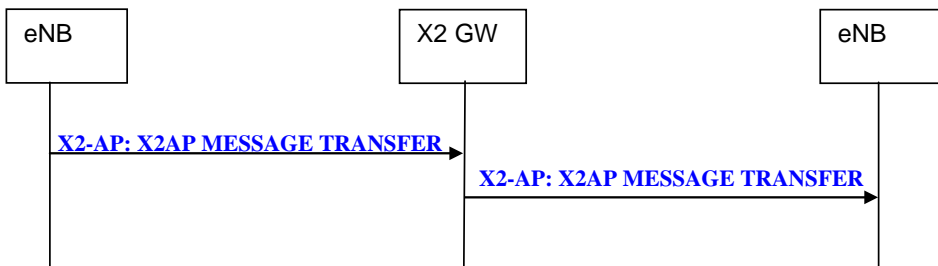 eNB
X2 GW
eNB
X2-AP: X2AP MESSAGE TRANSFER
X2-AP: X2AP MESSAGE TRANSFER